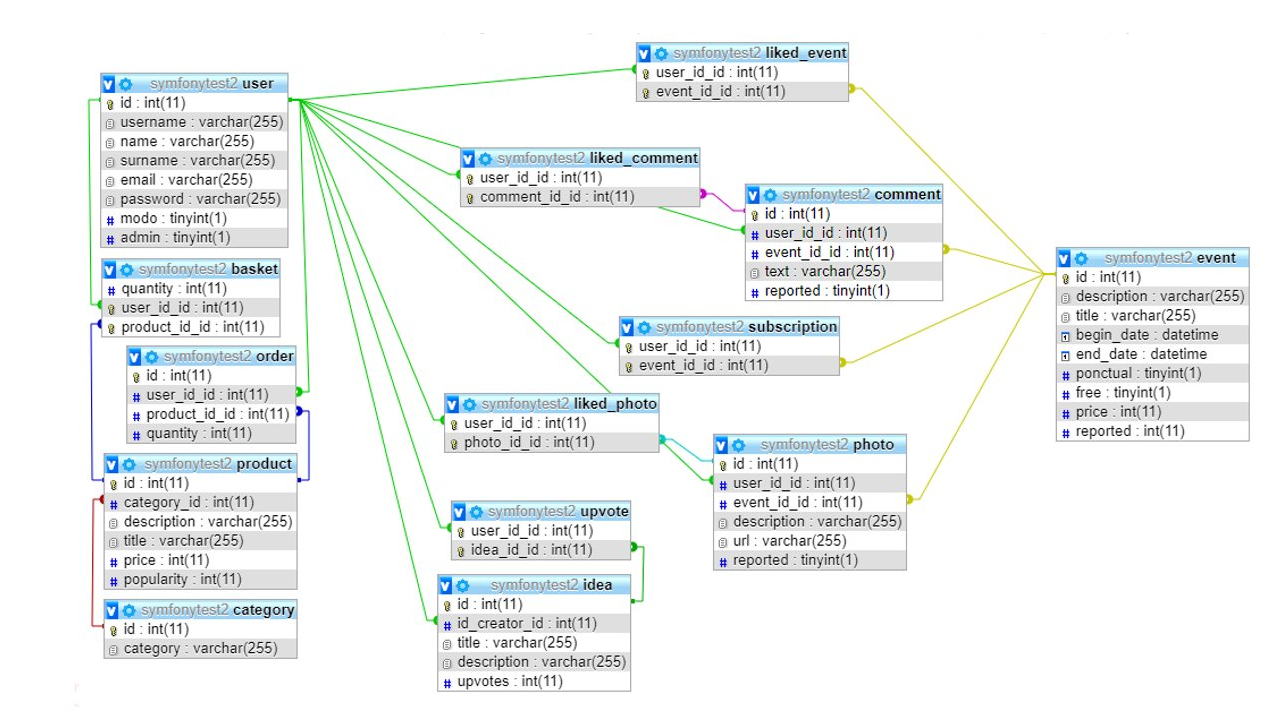 symfonytest2 user
id : int(11)
username : varchar(255)
name : varchar(255)
surname : varchar(255)
email : varchar(255)
password : varchar(255)
modo : tinyint(1)
admin : tinyint(1)
symfonytest2 basket
quantity : int(11)
user_id_id : int(11)
product_id_id : int(11)
symfonytest2 order
id : int(11)
user_id_id : int(11)
product_id_id : int(11)
quantity : int(11)
symfonytest2 product
id : int(11)
category_id : int(11)
description : varchar(255)
title : varchar(255)
price : int(11)
popularity : int(11)
symfonytest2 category
id : int(11)
category : varchar(255)
symfonytest2 liked_event
user_id_id : int(11)
event_id_id : int(11)
symfonytest2 liked_comment
user_id_id : int(11)
comment_id_id : int(11)
symfonytest2 comment
id : int(11)
user_id_id : int(11)
event_id_id : int(11)
text : varchar(255)
reported : tinyint(1)
symfonytest2 subscription
user_id_id : int(11)
event_id_id : int(11)
symfonytest2 liked_photo
user_id_id : int(11)
photo_id_id : int(11)
symfonytest2 photo
id : int(11)
user_id_id : int(11)
event_id_id : int(11)
description : varchar(255)
url : varchar(255)
reported : tinyint(1)
symfonytest2 upvote
user_id_id : int(11)
idea_id_id : int(11)
symfonytest2 idea
id : int(11)
id_creator_id : int(11)
title : varchar(255)
description : varchar(255)
upvotes : int(11)
symfonytest2 event
id : int(11)
description : varchar(255)
title : varchar(255)
begin_date : datetime
end_date : datetime
ponctual : tinyint(1)
free : tinyint(1)
price : int(11)
reported : int(11)